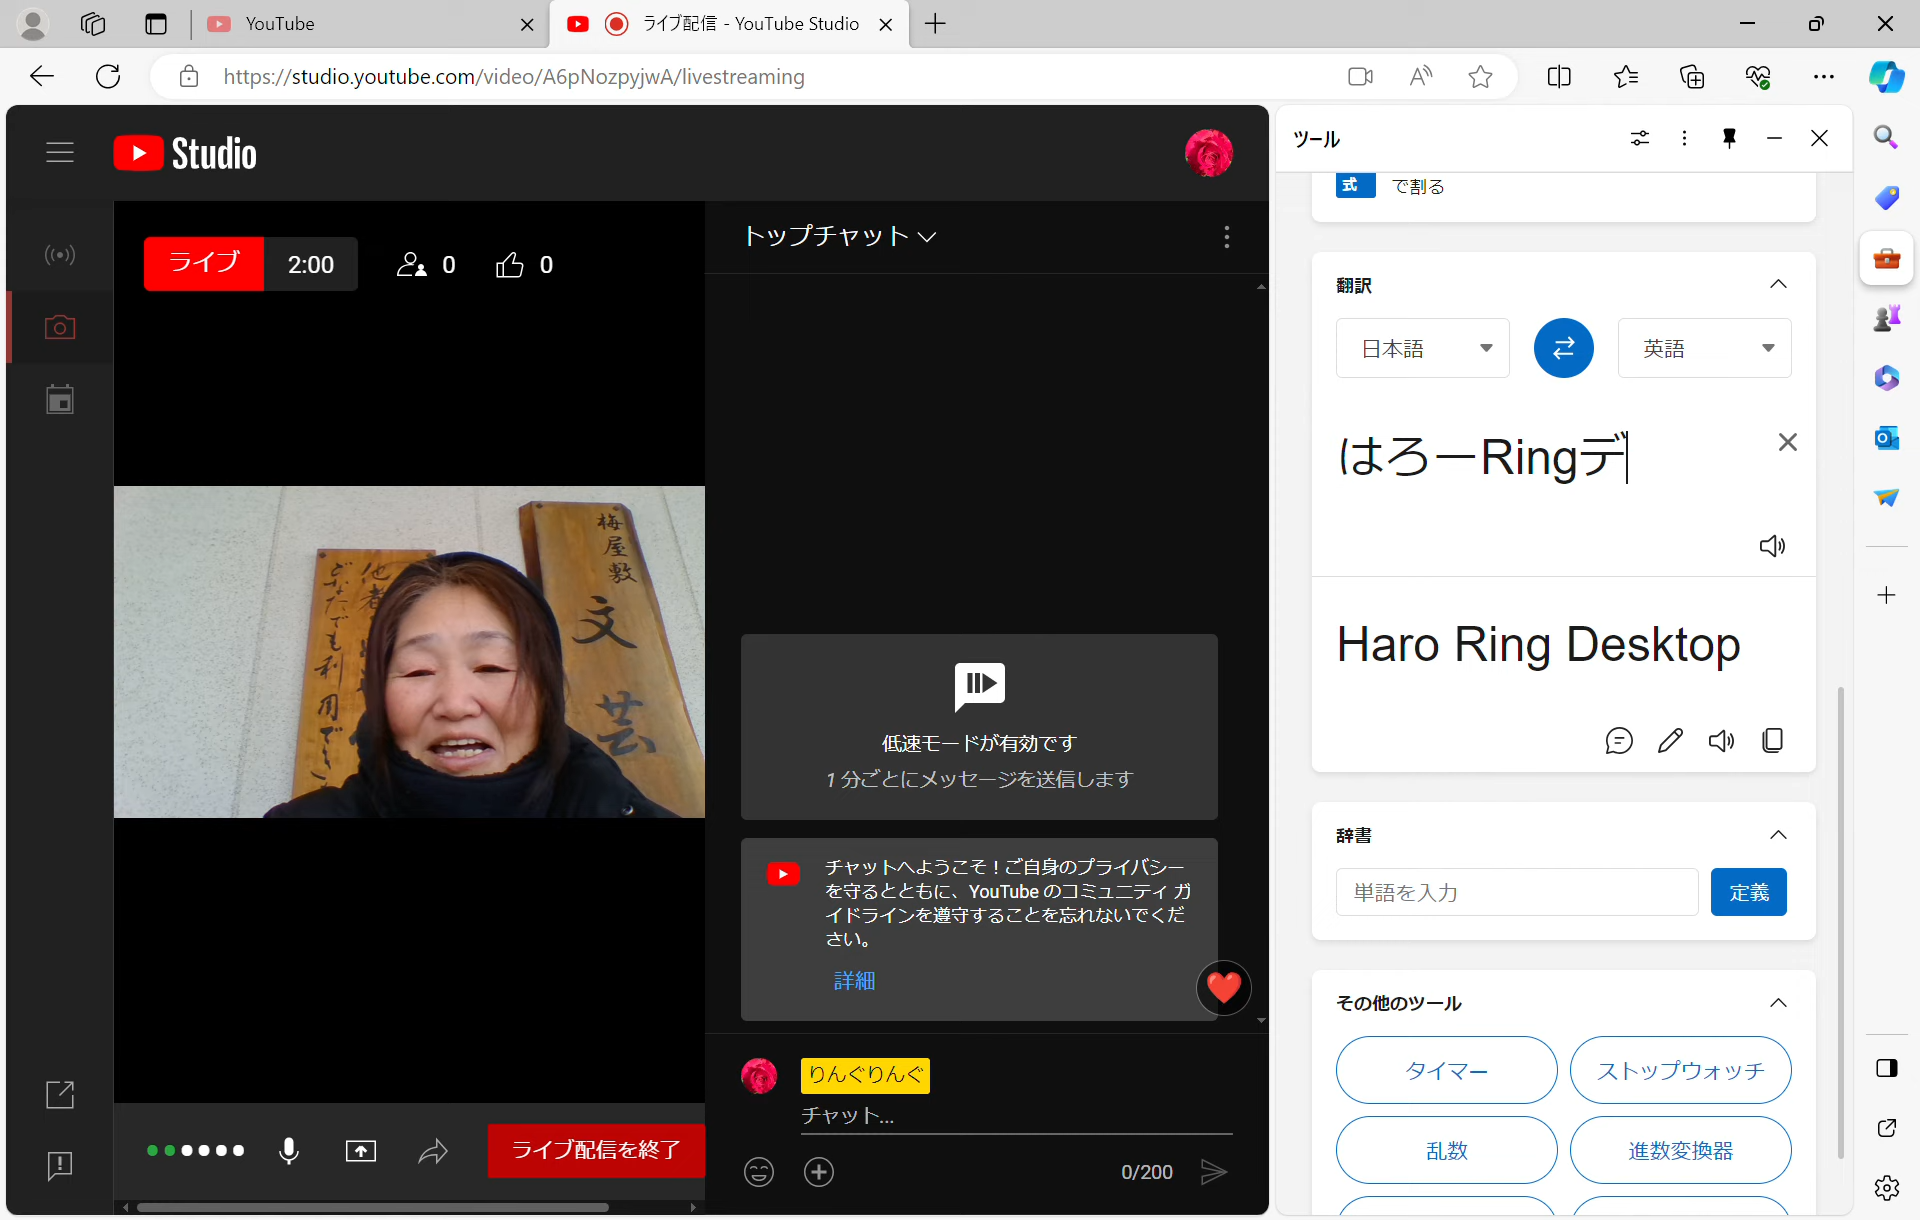 YouTube
ライブ配信 - YouTube Studio
https://studio.youtube.com/video/A6pNozpyjwA/livestreaming
Studio
ライブ 2:00 0 0
梅屋敷
文芸
どなたでも利用でき
トップチャット
低速モードが有効です
1 分ごとにメッセージを送信します
チャットへようこそ！ご自身のプライバシー
を守るとともに、YouTube のコミュニティ ガ
イドラインを遵守することを忘れないでくだ
さい。
詳細
りんぐりんぐ
チャット...
0/200
ライブ配信を終了
ツール
式 で割る
翻訳
日本語 英語
はろーRingデ
Haro Ring Desktop
辞書
単語を入力 定義
その他のツール
タイマー ストップウォッチ
乱数 進数変換器